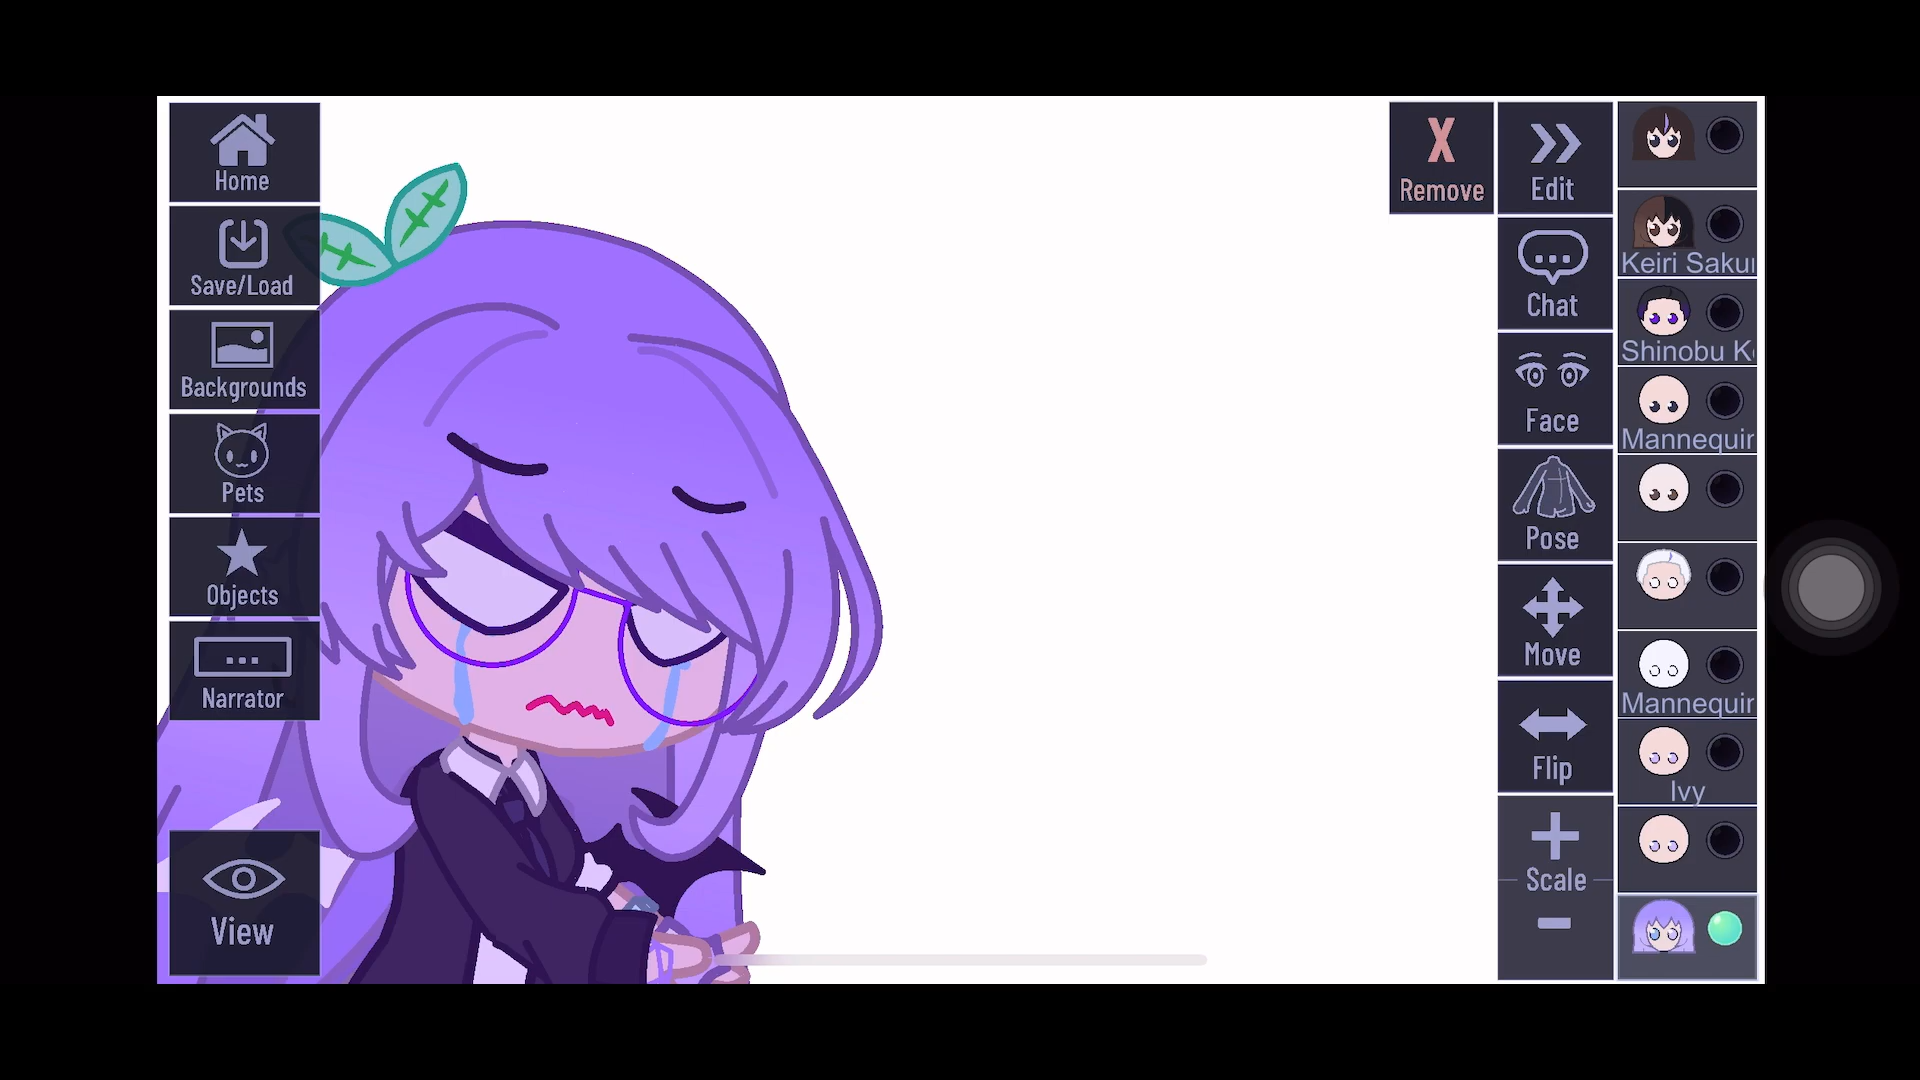 Home
Save/Load
Backgrounds
Pets
Objects
Narrator
View
X
Remove
Edit
Chat
Face
Pose
Move
Flip
Scale
Keiri Saku
Shinobu K
Mannequin
Mannequin
Ivy